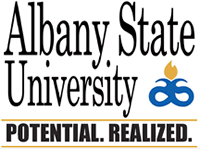 Albany State
University
POTENTIAL. REALIZED.